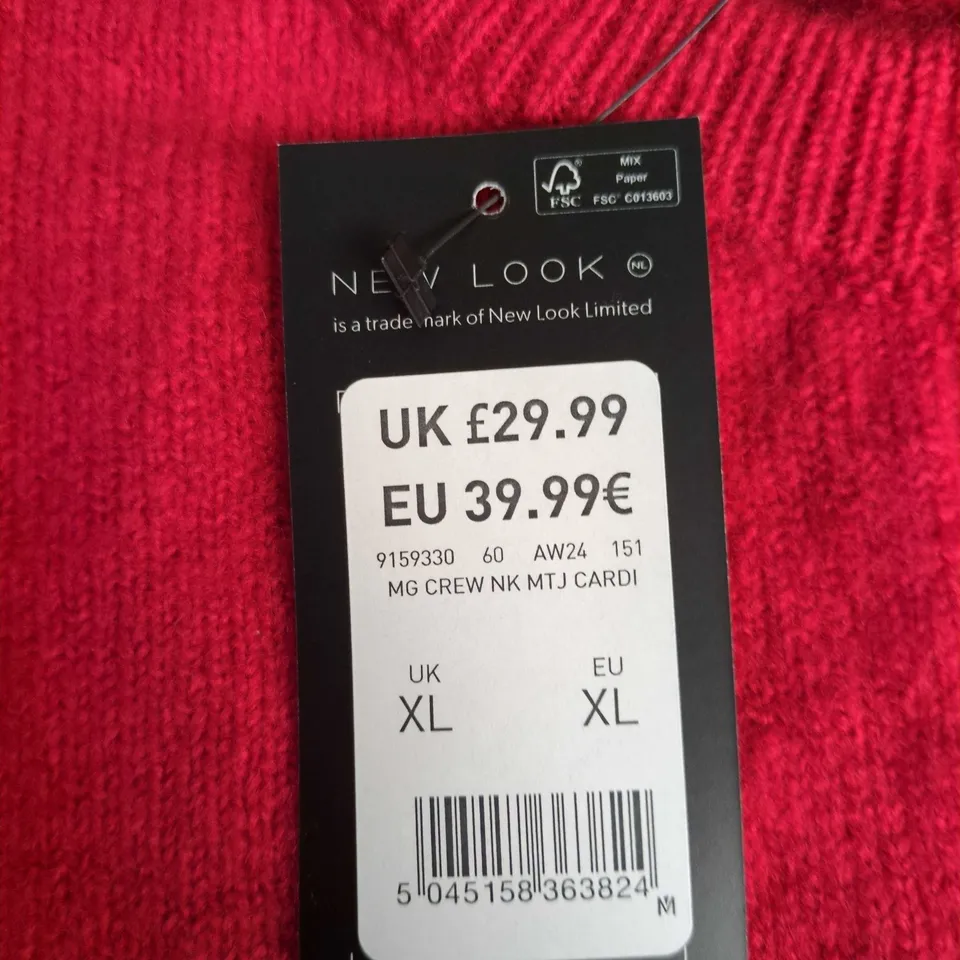 MIX
Paper
FSC® C013603
FSC
NEW LOOK NL
is a trade mark of New Look Limited
UK £29.99
EU 39.99€
9159330 60 AW24 151
MG CREW NK MTJ CARDI
UK EU
XL XL
5 045158 363824
M